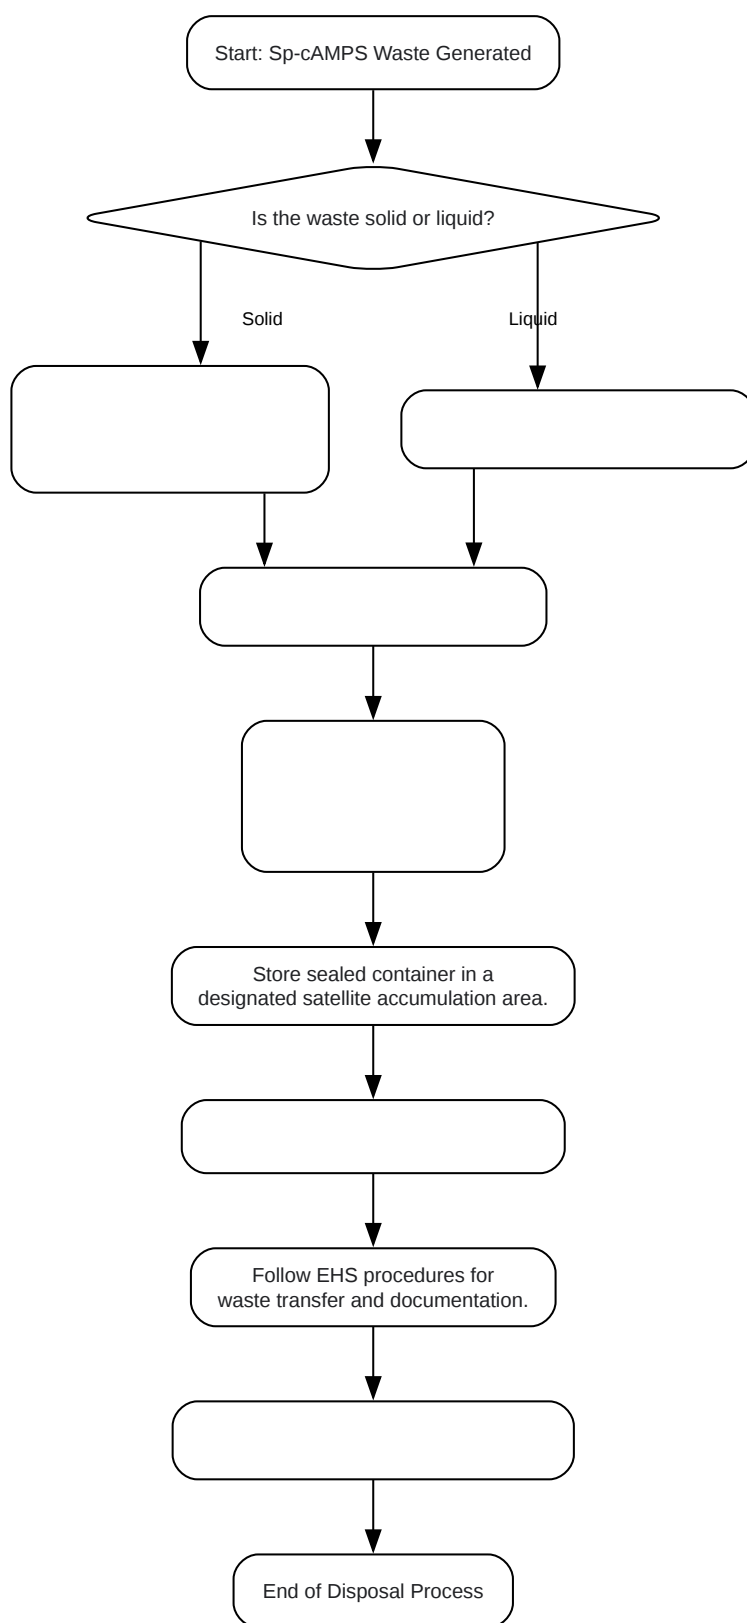 Start: Sp-cAMPS Waste Generated
Is the waste solid or liquid?
Solid
Liquid
Store sealed container in a
designated satellite accumulation area.
Follow EHS procedures for
waste transfer and documentation.
End of Disposal Process